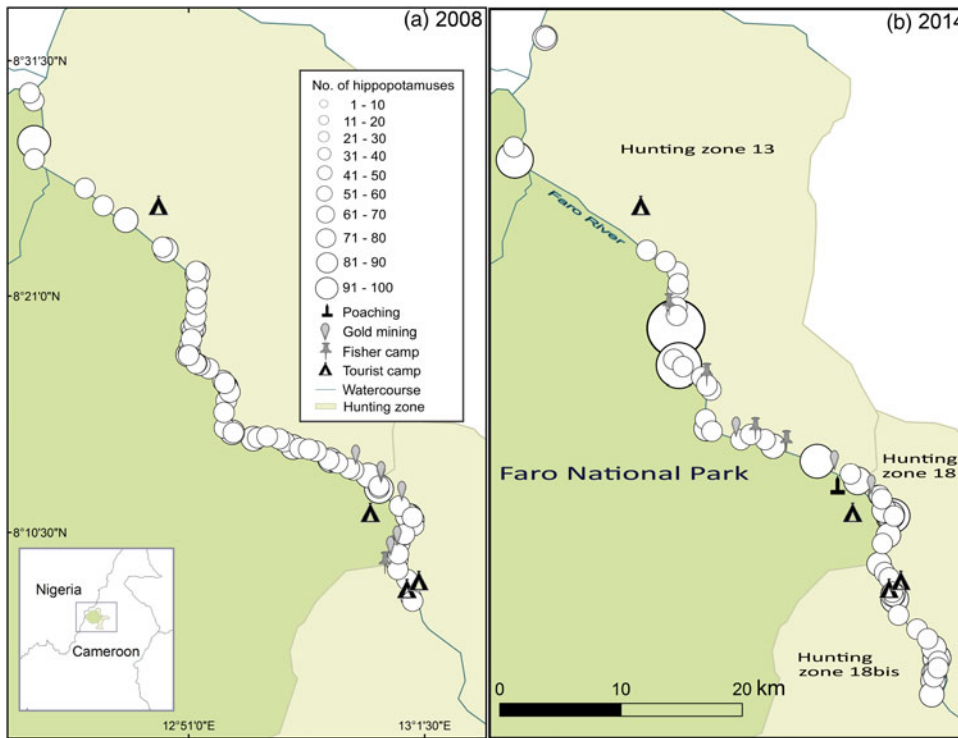 (a) 2008
8°31'30"N
8°21'0"N
8°10'30"N
12°51'0"E
13°1'30"E
No. of hippopotamuses
1 - 10
11 - 20
21 - 30
31 - 40
41 - 50
51 - 60
61 - 70
71 - 80
81 - 90
91 - 100
Poaching
Gold mining
Fisher camp
Tourist camp
Watercourse
Hunting zone
Nigeria
Cameroon
(b) 2014
Hunting zone 13
Faro River
Faro National Park
Hunting
zone 18
Hunting
zone 18bis
0 10 20 km